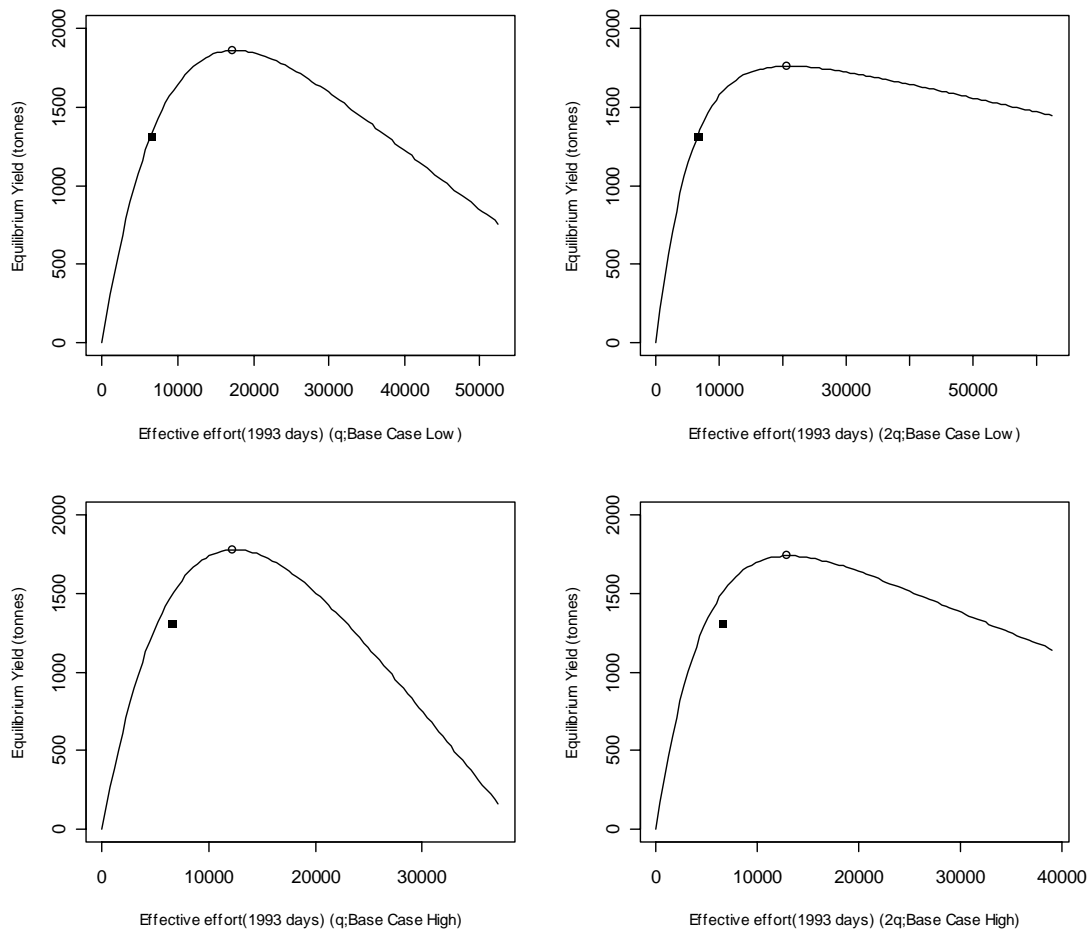 2000
1500
1000
500
0
Equilibrium Yield (tonnes)
0 10000 20000 30000 40000 50000
Effective effort(1993 days) (q;Base Case Low)
2000
1500
1000
500
0
Equilibrium Yield (tonnes)
0 10000 30000 50000
Effective effort(1993 days) (2q;Base Case Low)
2000
1500
1000
500
0
Equilibrium Yield (tonnes)
0 10000 20000 30000
Effective effort(1993 days) (q;Base Case High)
2000
1500
1000
500
0
Equilibrium Yield (tonnes)
0 10000 20000 30000 40000
Effective effort(1993 days) (2q;Base Case High)